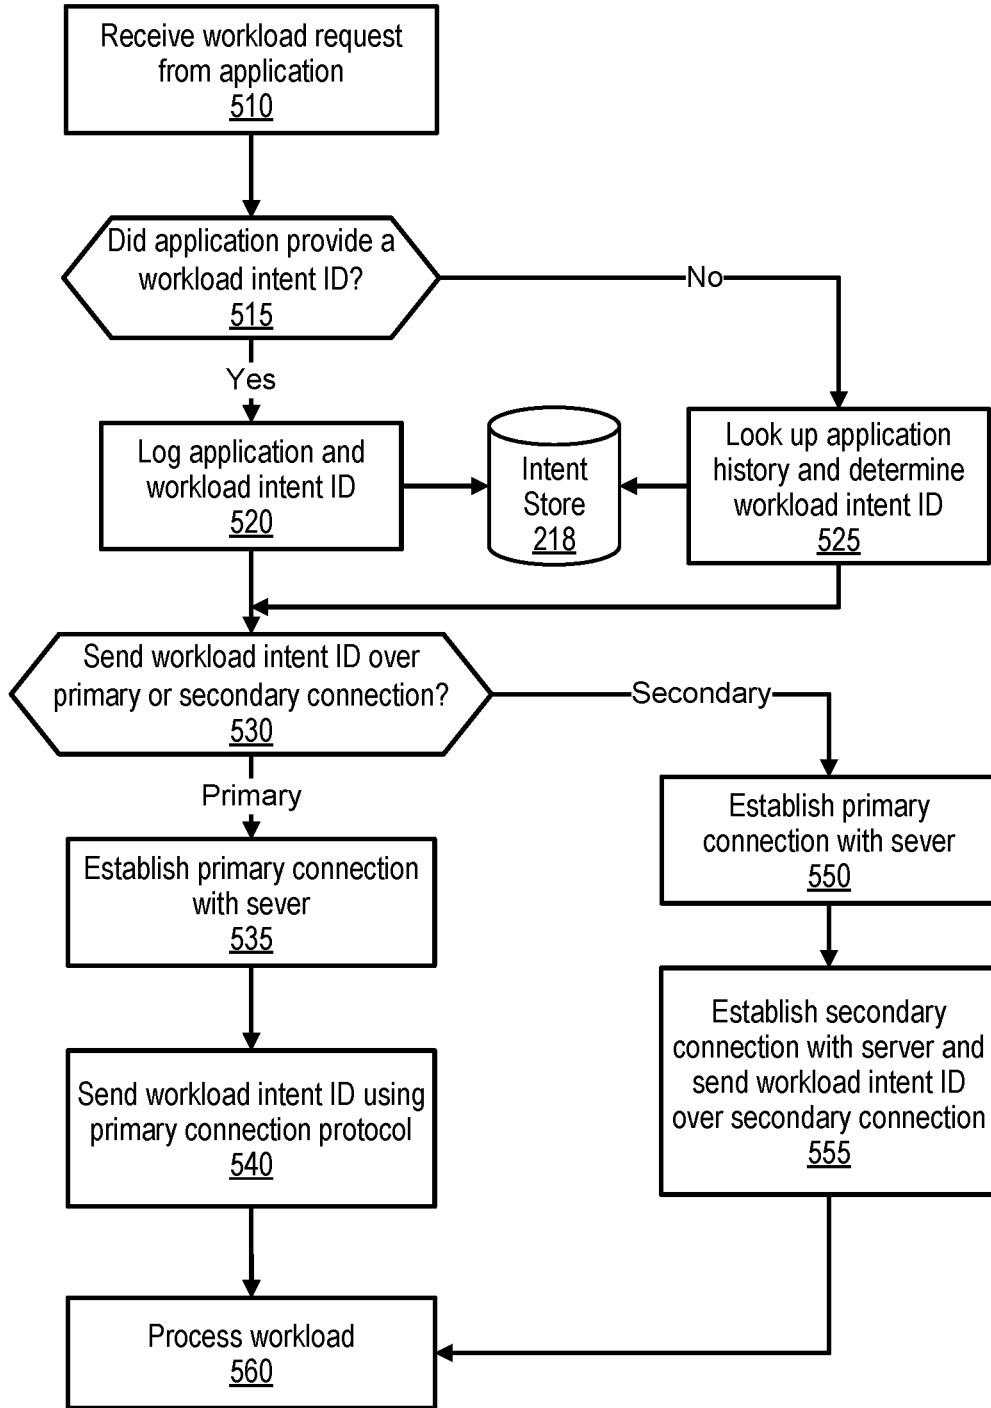 Receive workload request
from application
510
Did application provide a
workload intent ID?
515
No
Yes
Log application and
workload intent ID
520
Intent
Store
218
Look up application
history and determine
workload intent ID
525
Send workload intent ID over
primary or secondary connection?
530
Secondary
Primary
Establish primary connection
with sever
535
Establish primary
connection with sever
550
Send workload intent ID using
primary connection protocol
540
Establish secondary
connection with server and
send workload intent ID
over secondary connection
555
Process workload
560